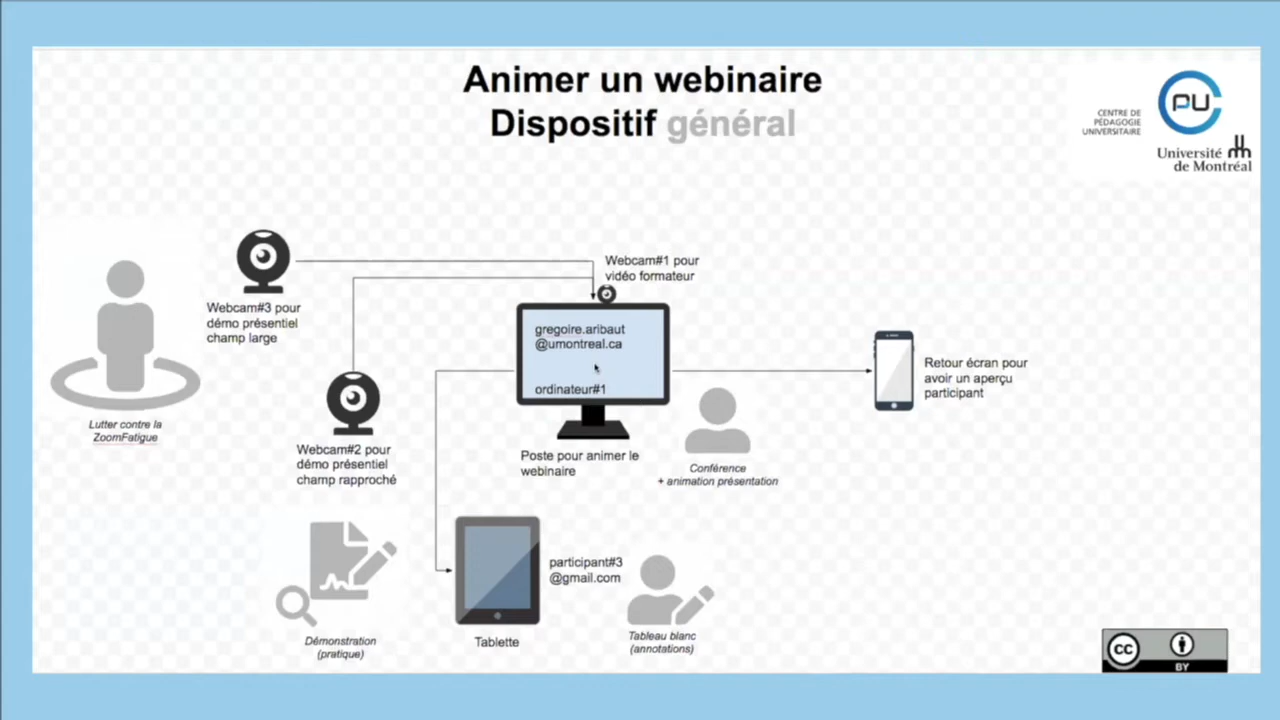 Animer un webinaire
Dispositif général
CENTRE DE
PÉDAGOGIE
UNIVERSITAIRE
PU
Université
de Montréal
Webcam#1 pour
vidéo formateur
Webcam#3 pour
démo présentiel
champ large
gregoire.aribaut
@umontreal.ca
ordinateur#1
Retour écran pour
avoir un aperçu
participant
Lutter contre la
ZoomFatigue
Webcam#2 pour
démo présentiel
champ rapproché
Poste pour animer le
webinaire
Conférence
+ animation présentation
participant#3
@gmail.com
Démonstration
(pratique)
Tablette
Tableau blanc
(annotations)
CC
BY